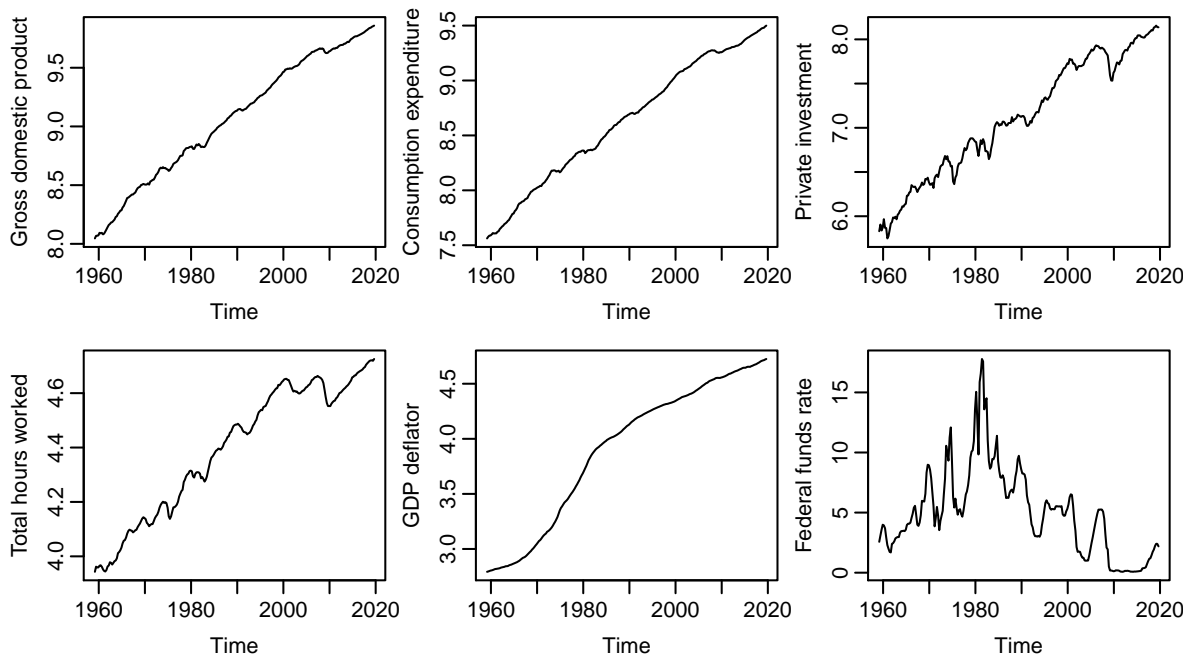 Gross domestic product
8.0 8.5 9.0 9.5
1960 1980 2000 2020
Time
Consumption expenditure
7.5 8.0 8.5 9.0 9.5
1960 1980 2000 2020
Time
Private investment
6.0 7.0 8.0
1960 1980 2000 2020
Time
Total hours worked
4.0 4.2 4.4 4.6
1960 1980 2000 2020
Time
GDP deflator
3.0 3.5 4.0 4.5
1960 1980 2000 2020
Time
Federal funds rate
0 5 10 15
1960 1980 2000 2020
Time